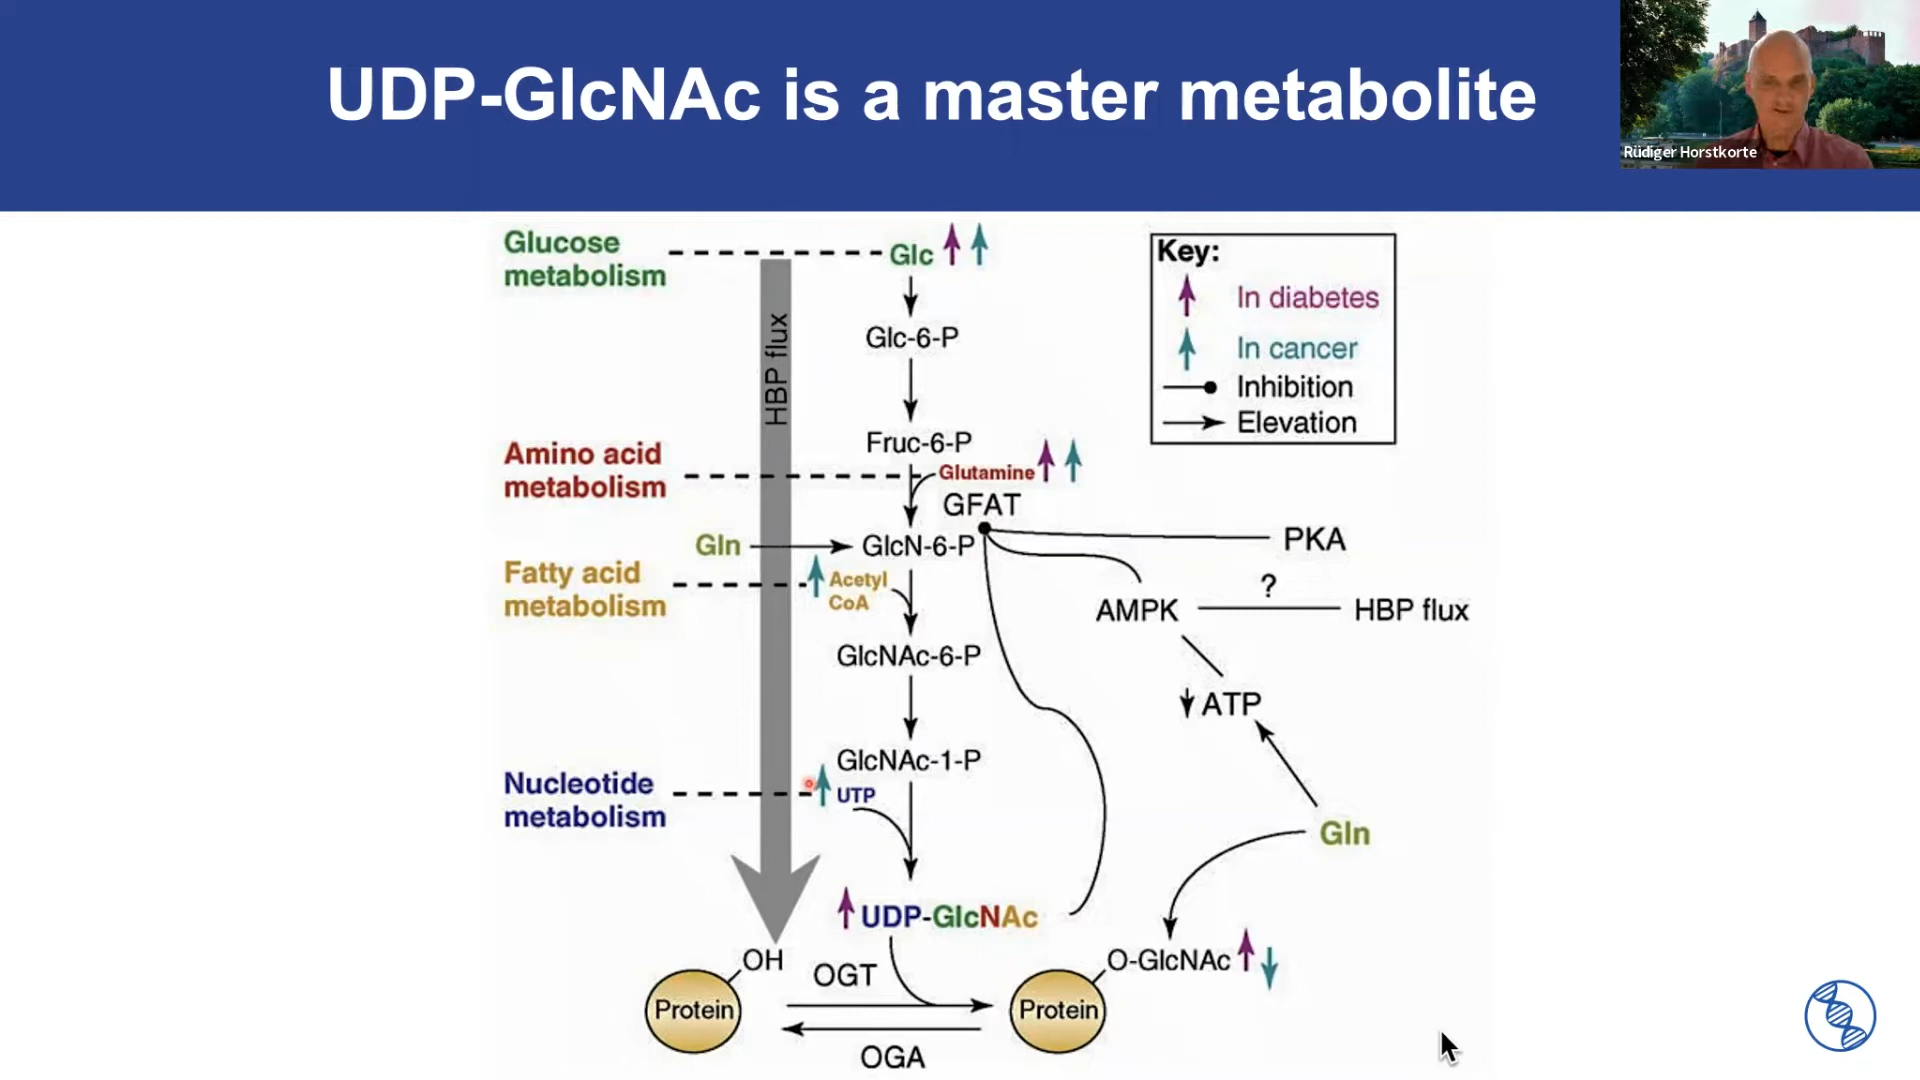 UDP-GlcNAc is a master metabolite
Rüdiger Horstkorte
Glucose
metabolism
Glc
Key:
In diabetes
In cancer
Inhibition
Elevation
HBP flux
Glc-6-P
Fruc-6-P
Amino acid
metabolism
Glutamine
GFAT
Gln
GlcN-6-P
PKA
Fatty acid
metabolism
Acetyl
CoA
?
AMPK
HBP flux
GlcNAc-6-P
ATP
GlcNAc-1-P
Nucleotide
metabolism
UTP
Gln
UDP-GlcNAc
OH
OGT
O-GlcNAc
Protein
Protein
OGA